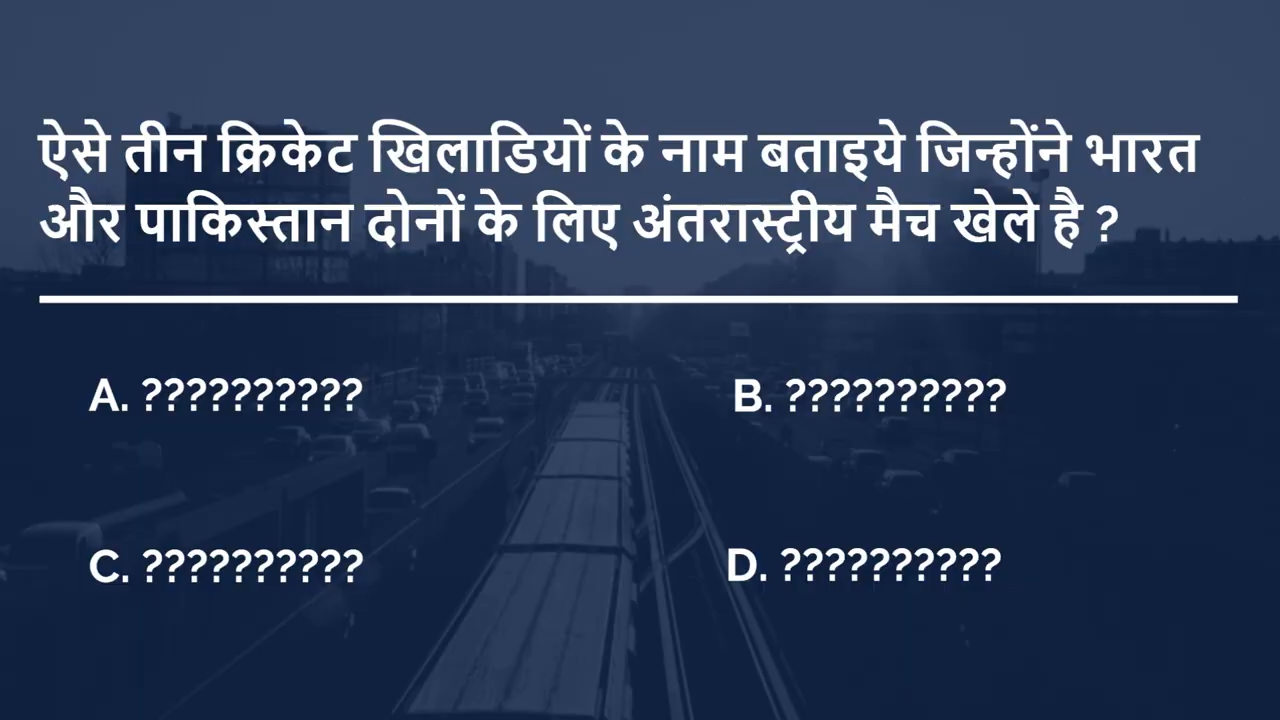 ऐसे तीन क्रिकेट खिलाडियों के नाम बताइये जिन्होंने भारत
और पाकिस्तान दोनों के लिए अंतरास्ट्रीय मैच खेले है ?
A. ??????????
B. ??????????
C. ??????????
D. ??????????